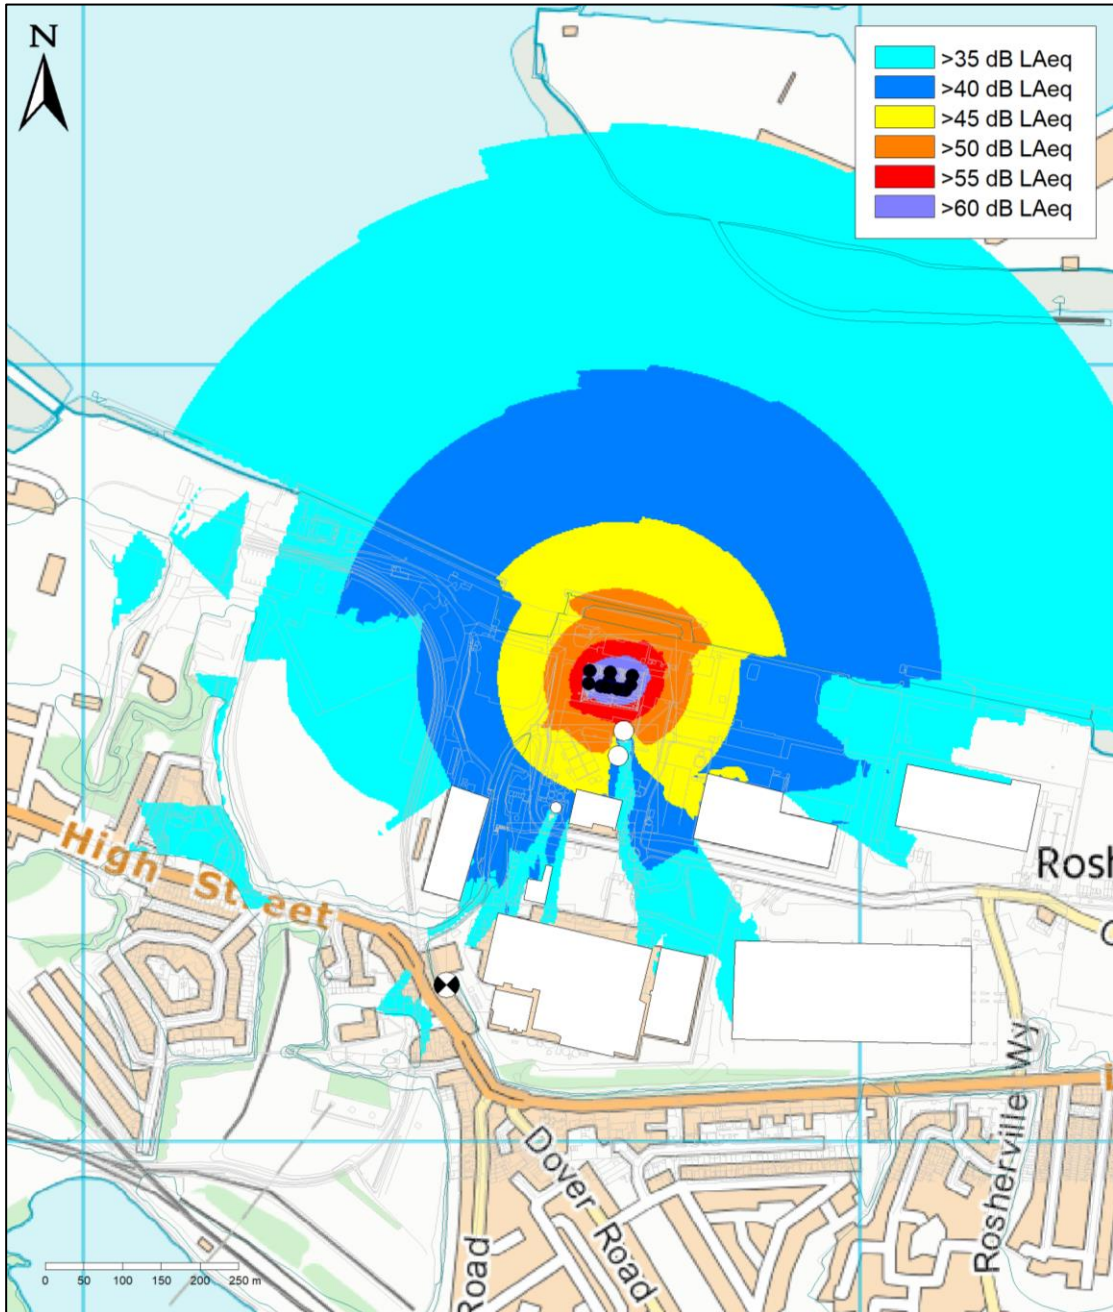 N
>35 dB LAeq
>40 dB LAeq
>45 dB LAeq
>50 dB LAeq
>55 dB LAeq
>60 dB LAeq
High Street
Rosh
Rosherville Wy
Dover Road
Road
0 50 100 150 200 250 m